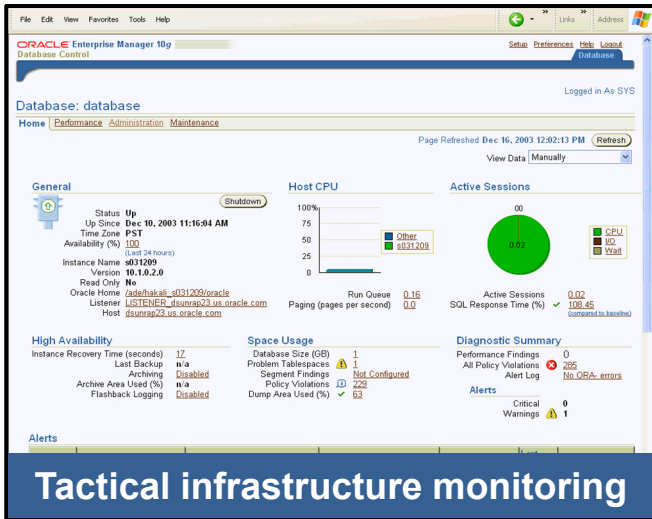 File Edit View Favorites Tools Help » Links » Address
ORACLE Enterprise Manager 10g
Database Control
Setup Preferences Help Logout
Database
Logged in As SYS
Database: database
Home Performance Administration Maintenance
Page Refreshed Dec 16, 2003 12:02:13 PM Refresh
View Data Manually
General
Shutdown
Status Up
Up Since Dec 10, 2003 11:16:04 AM
Time Zone PST
Availability (%) 100
(Last 24 hours)
Instance Name s031209
Version 10.1.0.2.0
Read Only No
Oracle Home /ade/hakali_s031209/oracle
Listener LISTENER_dsunrap23.us.oracle.com
Host dsunrap23.us.oracle.com
Host CPU
100%
75
50
25
0
Other
s031209
Run Queue 0.16
Paging (pages per second) 0.0
Active Sessions
00
0.02
CPU
I/O
Wait
Active Sessions 0.02
SQL Response Time (%) 108.45
(compared to baseline)
High Availability
Instance Recovery Time (seconds) 17
Last Backup n/a
Archiving Disabled
Archive Area Used (%) n/a
Flashback Logging Disabled
Space Usage
Database Size (GB) 1
Problem Tablespaces 1
Segment Findings Not Configured
Policy Violations 229
Dump Area Used (%) 63
Diagnostic Summary
Performance Findings 0
All Policy Violations 285
Alert Log No ORA- errors
Alerts
Critical 0
Warnings 1
Alerts
Tactical infrastructure monitoring